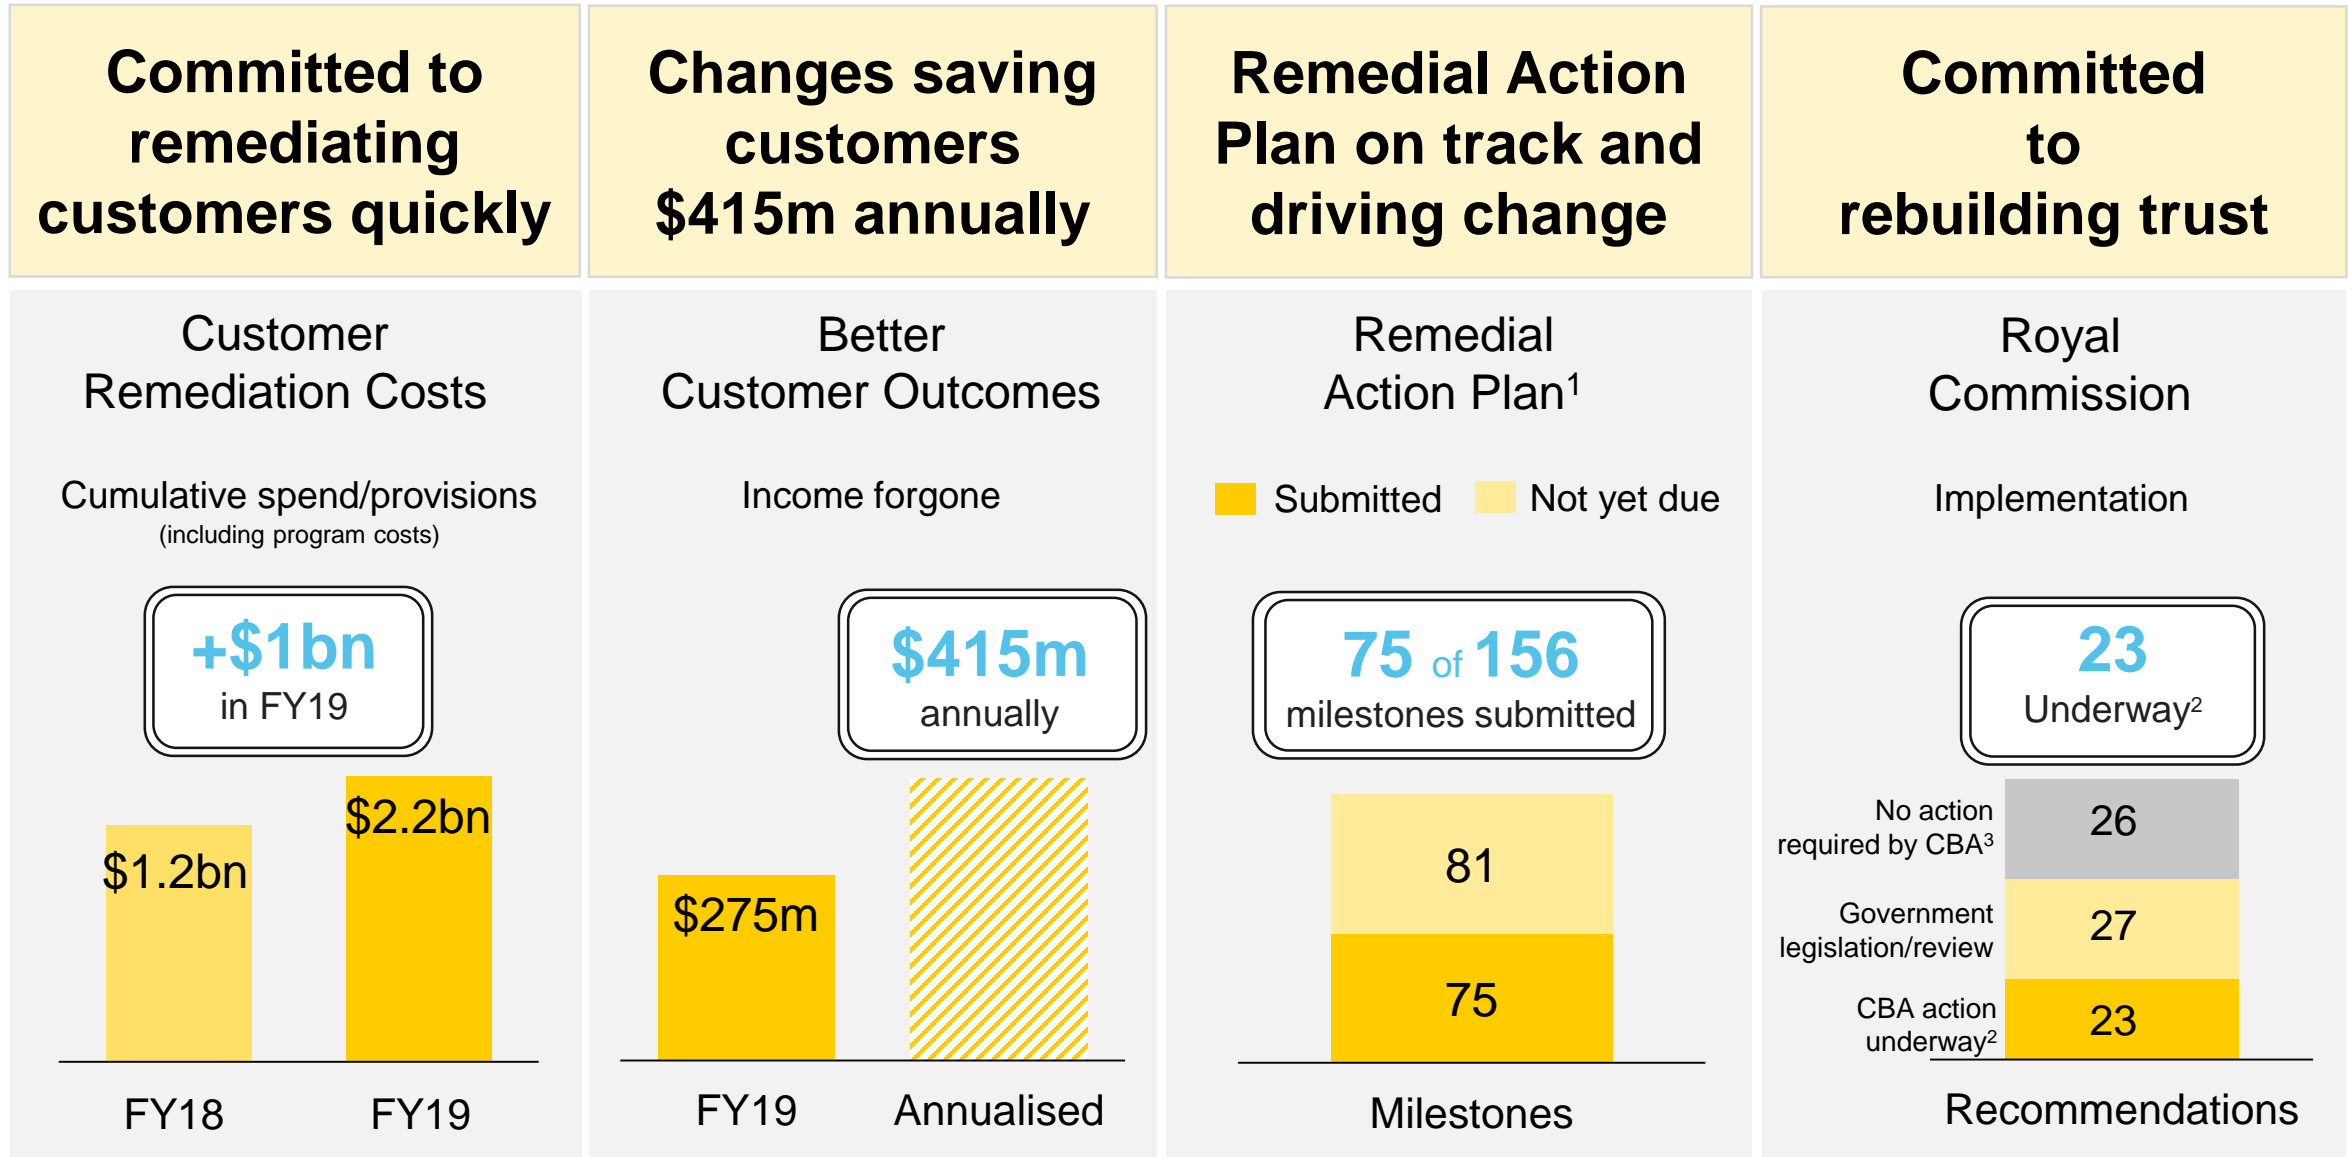 Committed to
remediating
customers quickly
Changes saving
customers
$415m annually
Remedial Action
Plan on track and
driving change
Committed
to
rebuilding trust
Customer
Remediation Costs
Cumulative spend/provisions
(including program costs)
+$1bn
in FY19
$1.2bn
$2.2bn
FY18
FY19
Better
Customer Outcomes
Income forgone
$415m
annually
$275m
FY19
Annualised
Remedial
Action Plan¹
Submitted
Not yet due
75 of 156
milestones submitted
81
75
Milestones
Royal
Commission
Implementation
23
Underway²
No action
required by CBA³
26
Government
legislation/review
27
CBA action
underway²
23
Recommendations